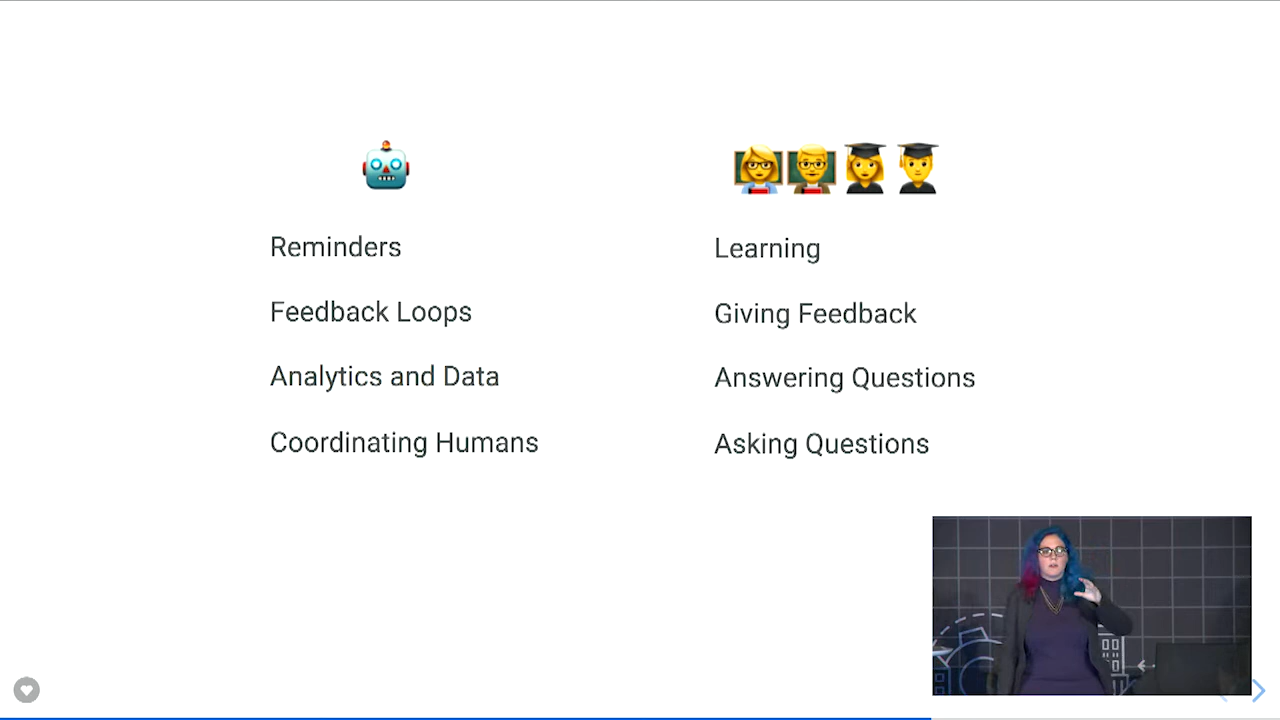 Reminders
Feedback Loops
Analytics and Data
Coordinating Humans
Learning
Giving Feedback
Answering Questions
Asking Questions